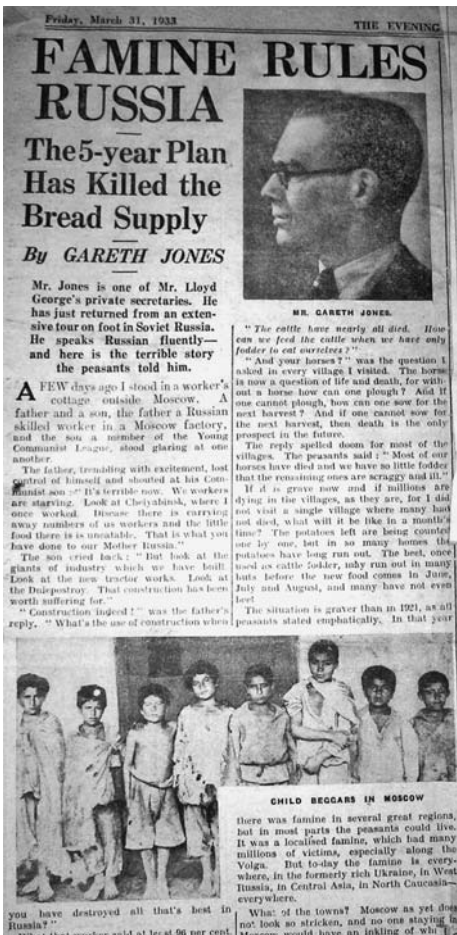 Friday, March 31, 1933
THE EVENING
FAMINE RULES
RUSSIA
The 5-year Plan
Has Killed the
Bread Supply
By GARETH JONES
Mr. Jones is one of Mr. Lloyd
George's private secretaries. He
has just returned from an exten-
sive tour on foot in Soviet Russia.
He speaks Russian fluently—
and here is the terrible story
the peasants told him.
A FEW days ago I stood in a worker's
cottage outside Moscow. A
father and a son, the father a Russian
skilled worker in a Moscow factory,
and the son a member of the Young
Communist League, stood glaring at one
another.
The father, trembling with excitement, lost
control of himself and shouted at his Com-
munist son: "It's terrible now. We workers
are starving. Look at Chelyabinsk, where I
once worked. Disease there is carrying
away numbers of us workers and the little
food there is is uneatable. That is what you
have done to our Mother Russia."
The son cried back: "But look at the
giants of industry which we have built.
Look at the new tractor works. Look at
the Dniepostroy. That construction has been
worth suffering for."
"Construction indeed!" was the father's
reply. "What's the use of construction when
MR. GARETH JONES.
"The cattle have nearly all died. How
can we feed the cattle when we have only
fodder to eat ourselves?"
"And your horses?" was the question I
asked in every village I visited. The horse
is now a question of life and death, for with-
out a horse how can one plough? And if
one cannot plough, how can one sow for the
next harvest? And if one cannot sow for
the next harvest, then death is the only
prospect in the future.
The reply spelled doom for most of the
villages. The peasants said: "Most of our
horses have died and we have so little fodder
that the remaining ones are scraggy and ill."
If it is grave now and if millions are
dying in the villages, as they are, for I did
not visit a single village where many had
not died, what will it be like in a month's
time? The potatoes left are being counted
one by one, but in so many homes the
potatoes have long run out. The beet, once
used as cattle fodder, may run out in many
huts before the new food comes in June,
July and August, and many have not even
beet
The situation is graver than in 1921, as all
peasants stated emphatically. In that year
CHILD BEGGARS IN MOSCOW
there was famine in several great regions,
but in most parts the peasants could live.
It was a localised famine, which had many
millions of victims, especially along the
Volga. But to-day the famine is every-
where, in the formerly rich Ukraine, in West
Russia, in Central Asia, in North Caucasia—
everywhere.
What of the towns? Moscow as yet does
not look so stricken, and no one staying in
Moscow would have an inkling of
you have destroyed all that's best in
Russia?"
at least 96 per cent.